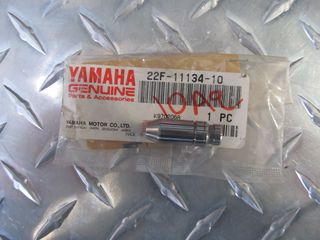 YAMAHA
GENUINE
Parts & Accessories
22F-11134-10
1 PC
YAMAHA MOTOR CO., LTD.